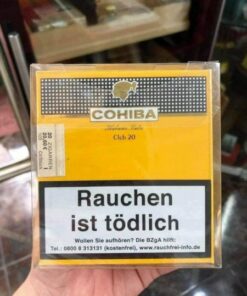 COHIBA
Habana, Cuba
Club 20
Rauchen
ist tödlich
Wollen Sie aufhören? Die BZgA hilft.
Tel.: 0800 8 313131 (kostenfrei), www.rauchfrei-info.de